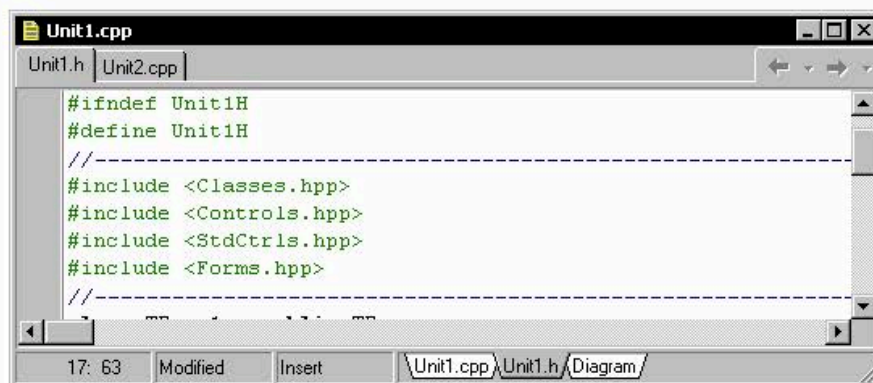 Unit1.cpp
Unit1.h Unit2.cpp
#ifndef Unit1H
#define Unit1H
//---------------------------------------------------------------
#include <Classes.hpp>
#include <Controls.hpp>
#include <StdCtrls.hpp>
#include <Forms.hpp>
//---------------------------------------------------------------
17: 63 Modified Insert Unit1.cpp Unit1.h Diagram